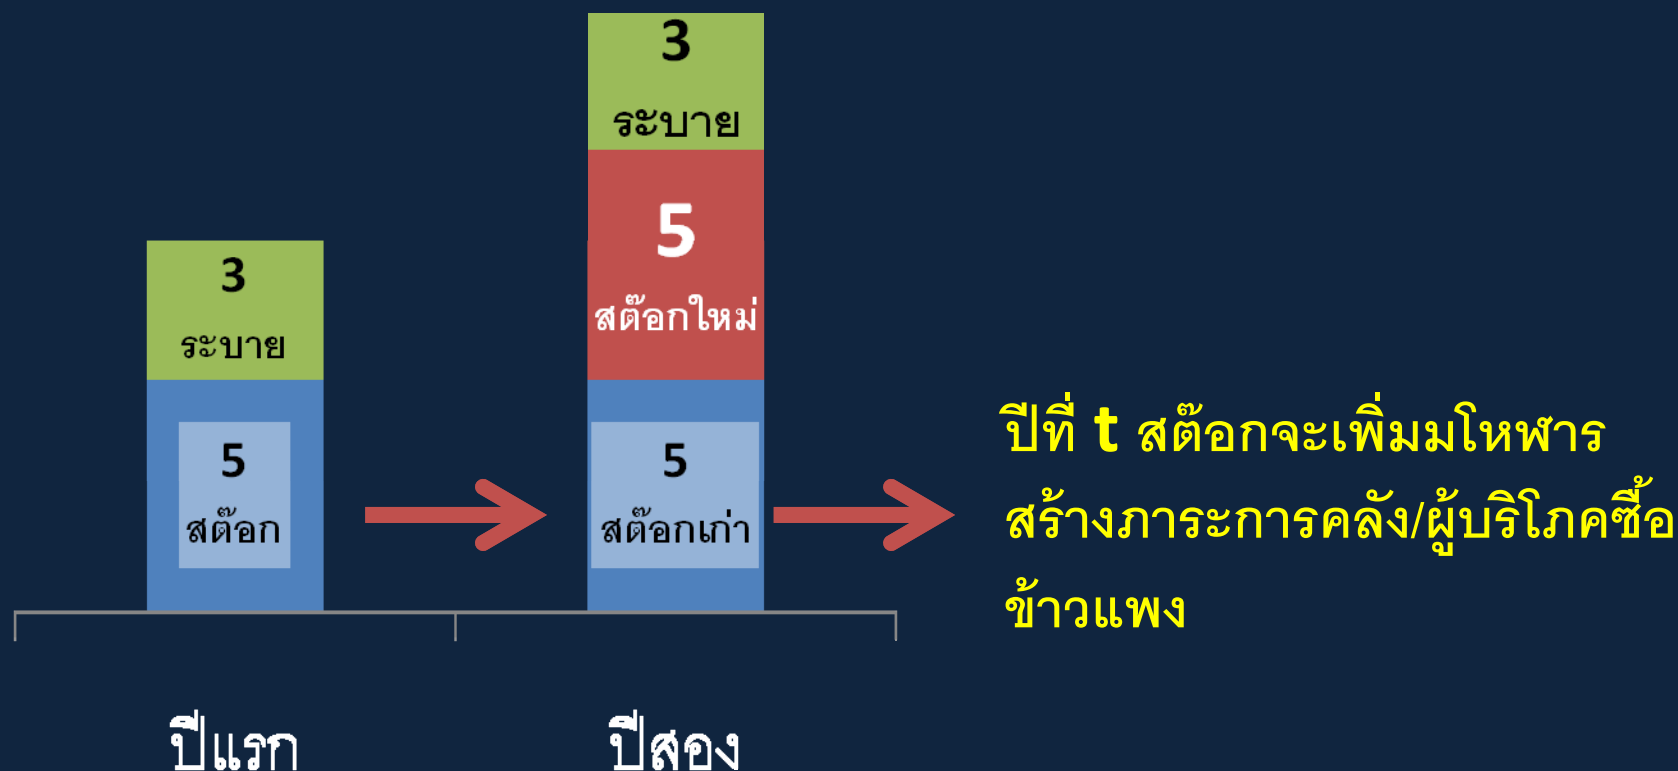 3
ระบาย
5
สต๊อก
3
ระบาย
5
สต๊อกใหม่
5
สต๊อกเก่า
ปีแรก
ปีสอง
ปีที่ t สต๊อกจะเพิ่มมโหฬาร
สร้างภาระการคลัง/ผู้บริโภคซื้อ
ข้าวแพง